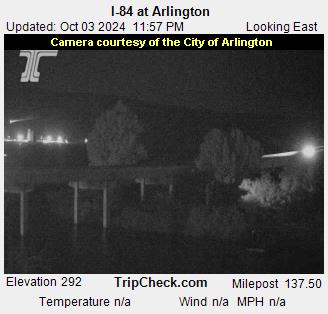 I-84 at Arlington
Updated: Oct 03 2024 11:57 PM Looking East
Camera courtesy of the City of Arlington
Elevation 292 TripCheck.com Milepost 137.50
Temperature n/a Wind n/a MPH n/a